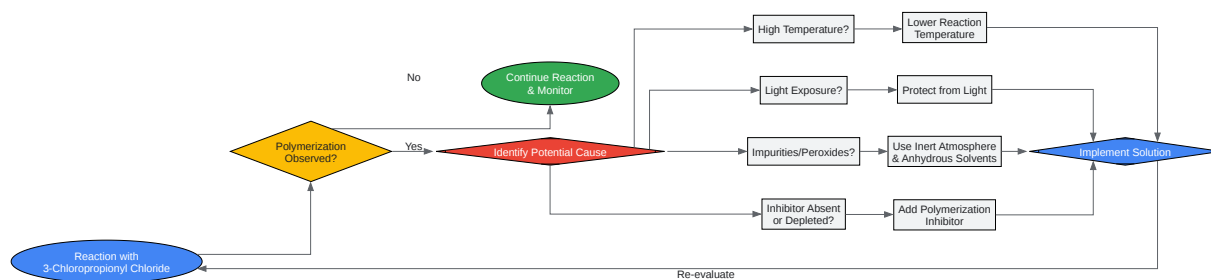 High Temperature?
Lower Reaction
Temperature
No
Continue Reaction
& Monitor
Light Exposure?
Protect from Light
Polymerization
Observed?
Yes
Identify Potential Cause
Impurities/Peroxides?
Use Inert Atmosphere
& Anhydrous Solvents
Implement Solution
Inhibitor Absent
or Depleted?
Add Polymerization
Inhibitor
Reaction with
3-Chloropropionyl Chloride
Re-evaluate